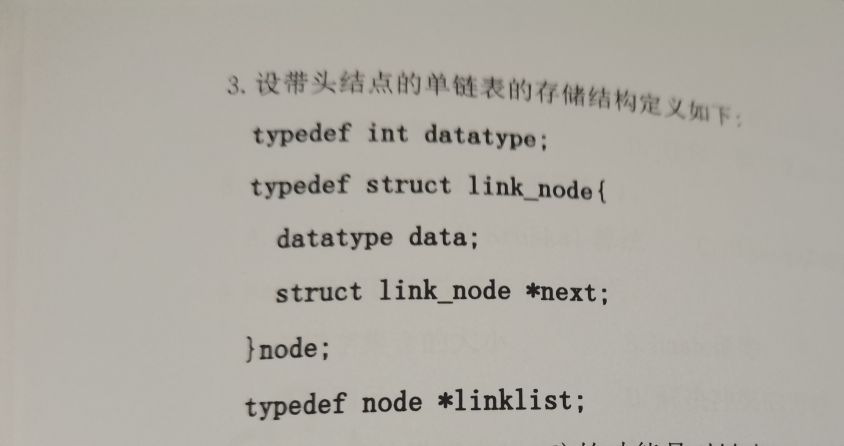 3. 设带头结点的单链表的存储结构定义如下:
typedef int datatype;
typedef struct link_node{
datatype data;
struct link_node *next;
}node;
typedef node *linklist;